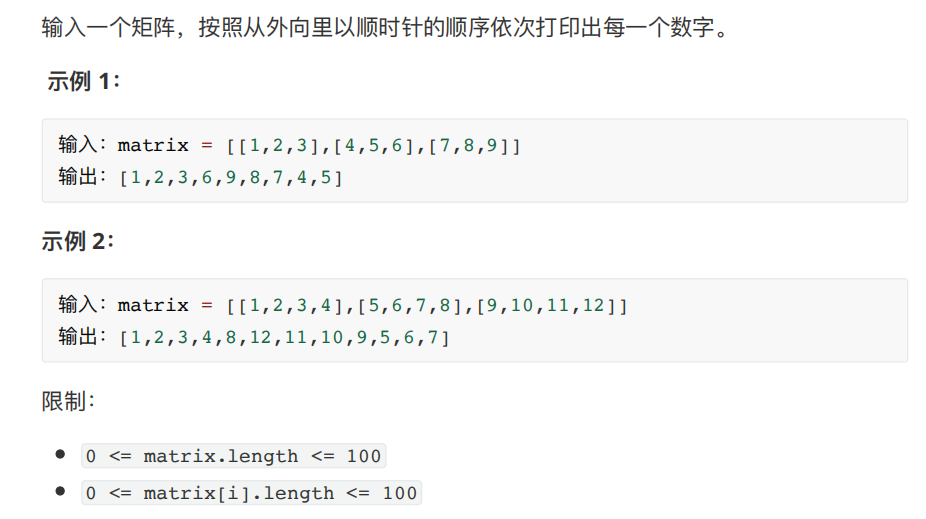 输入一个矩阵，按照从外向里以顺时针的顺序依次打印出每一个数字。
示例 1：
输入：matrix = [[1,2,3],[4,5,6],[7,8,9]]
输出：[1,2,3,6,9,8,7,4,5]
示例 2：
输入：matrix = [[1,2,3,4],[5,6,7,8],[9,10,11,12]]
输出：[1,2,3,4,8,12,11,10,9,5,6,7]
限制：
0 <= matrix.length <= 100
0 <= matrix[i].length <= 100